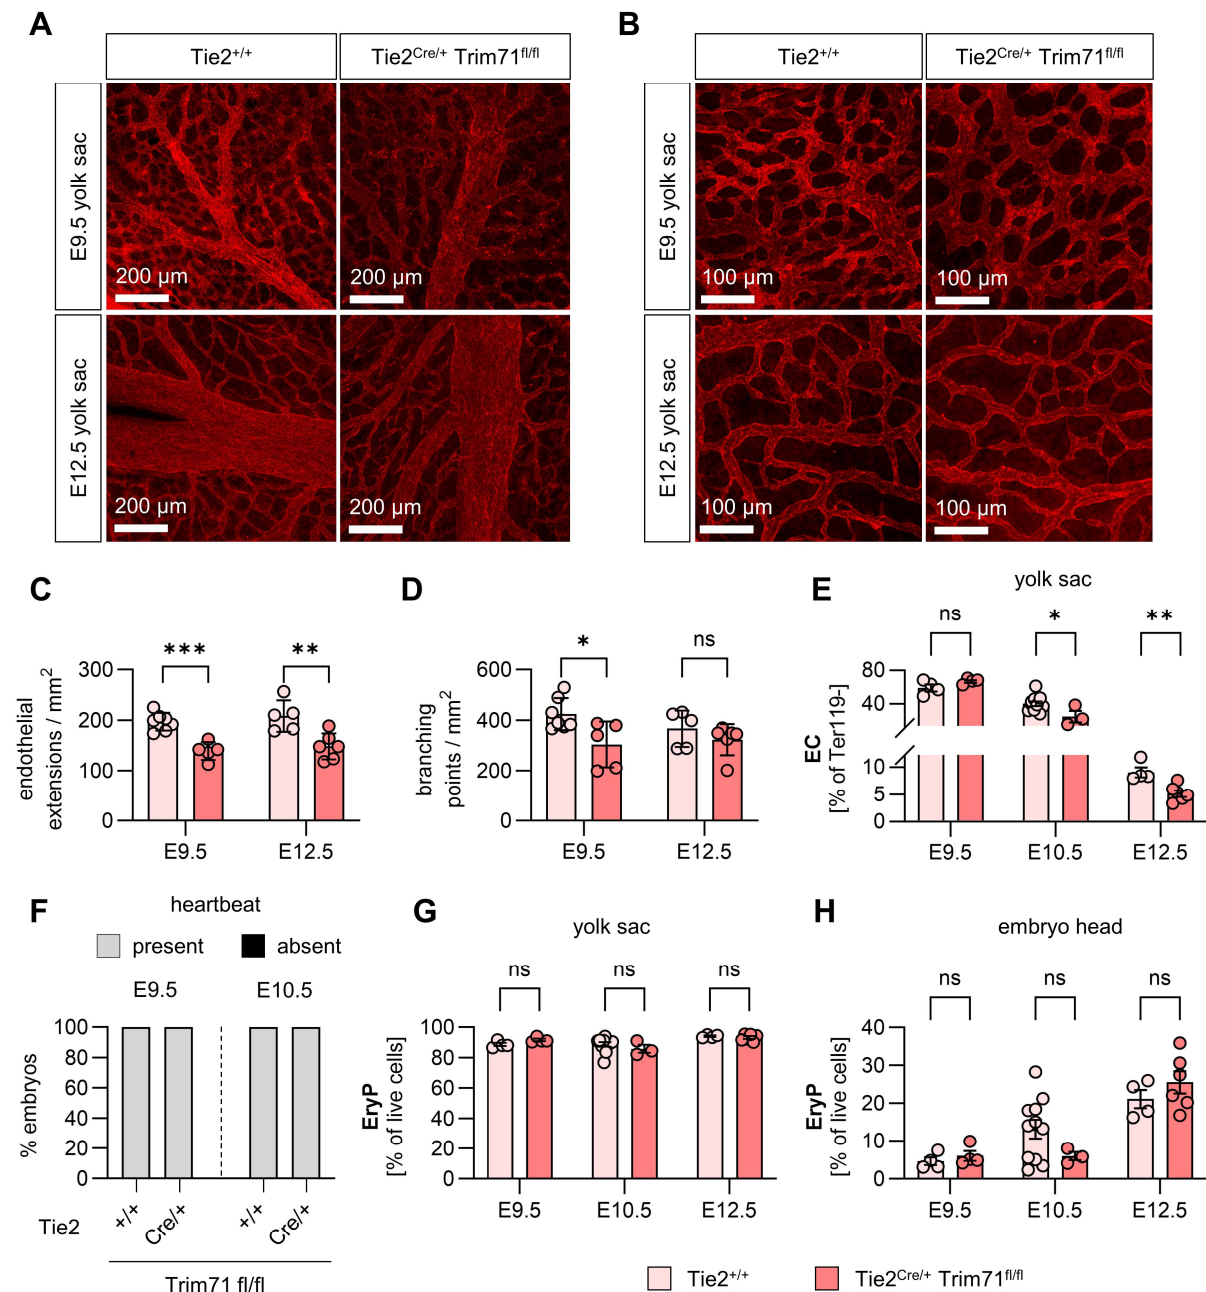 A
B
Tie2+/+
Tie2Cre/+ Trim71fl/fl
Tie2+/+
Tie2Cre/+ Trim71fl/fl
E9.5 yolk sac
200 µm
200 µm
E9.5 yolk sac
100 µm
100 µm
E12.5 yolk sac
200 µm
200 µm
E12.5 yolk sac
100 µm
100 µm
C
endothelial
extensions / mm2
***
**
300
200
100
0
E9.5
E12.5
D
branching
points / mm2
*
ns
600
400
200
0
E9.5
E12.5
E
yolk sac
EC
[% of Ter119-]
ns
*
**
80
40
10
5
0
E9.5
E10.5
E12.5
F
heartbeat
present
absent
E9.5
E10.5
% embryos
100
80
60
40
20
0
Tie2
+/+
Cre/+
+/+
Cre/+
Trim71 fl/fl
G
yolk sac
EryP
[% of live cells]
ns
ns
ns
100
80
60
40
20
0
E9.5
E10.5
E12.5
H
embryo head
EryP
[% of live cells]
ns
ns
ns
40
30
20
10
0
E9.5
E10.5
E12.5
Tie2+/+
Tie2Cre/+ Trim71fl/fl